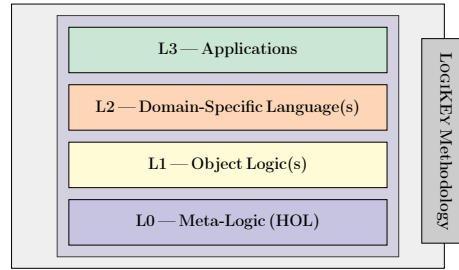 L3 — Applications
L2 — Domain-Specific Language(s)
L1 — Object Logic(s)
L0 — Meta-Logic (HOL)
LOGIKEY Methodology